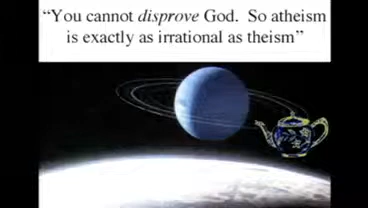 “You cannot disprove God.  So atheism
is exactly as irrational as theism”